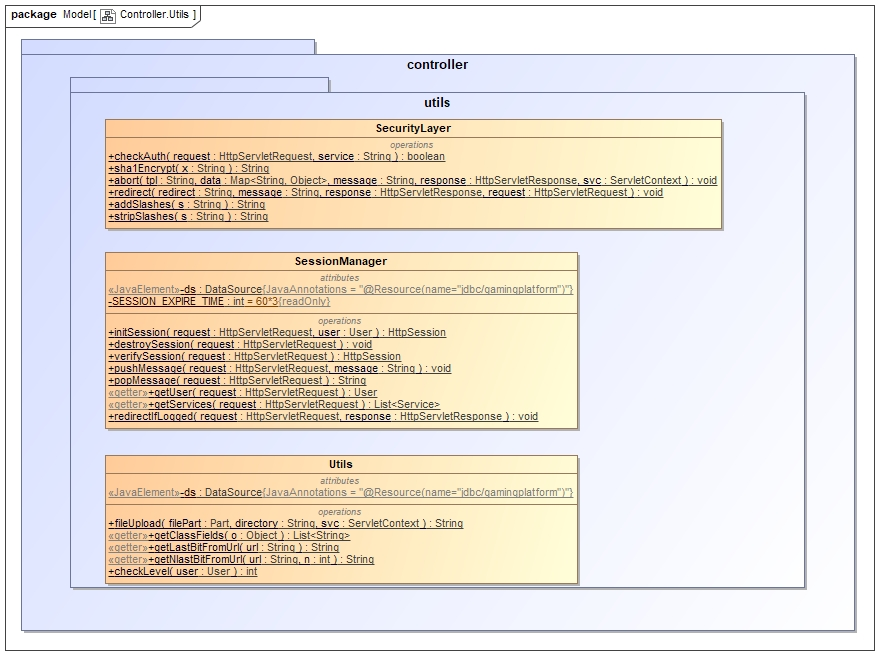 package Model[ Controller.Utils ]
controller
utils
SecurityLayer
operations
+checkAuth( request : HttpServletRequest, service : String ) : boolean
+sha1Encrypt( x : String ) : String
+abort( tpl : String, data : Map<String, Object>, message : String, response : HttpServletResponse, svc : ServletContext ) : void
+redirect( redirect : String, message : String, response : HttpServletResponse, request : HttpServletRequest ) : void
+addSlashes( s : String ) : String
+stripSlashes( s : String ) : String
SessionManager
attributes
«JavaElement»-ds : DataSource{JavaAnnotations = "@Resource(name="jdbc/gamingplatform")"}
-SESSION_EXPIRE_TIME : int = 60*3{readOnly}
operations
+initSession( request : HttpServletRequest, user : User ) : HttpSession
+destroySession( request : HttpServletRequest ) : void
+verifySession( request : HttpServletRequest ) : HttpSession
+pushMessage( request : HttpServletRequest, message : String ) : void
+popMessage( request : HttpServletRequest ) : String
«getter»+getUser( request : HttpServletRequest ) : User
«getter»+getServices( request : HttpServletRequest ) : List<Service>
+redirectIfLogged( request : HttpServletRequest, response : HttpServletResponse ) : void
Utils
attributes
«JavaElement»-ds : DataSource{JavaAnnotations = "@Resource(name="jdbc/gamingplatform")"}
operations
+fileUpload( filePart : Part, directory : String, svc : ServletContext ) : String
«getter»+getClassFields( o : Object ) : List<String>
«getter»+getLastBitFromUrl( url : String ) : String
«getter»+getNlastBitFromUrl( url : String, n : int ) : String
+checkLevel( user : User ) : int